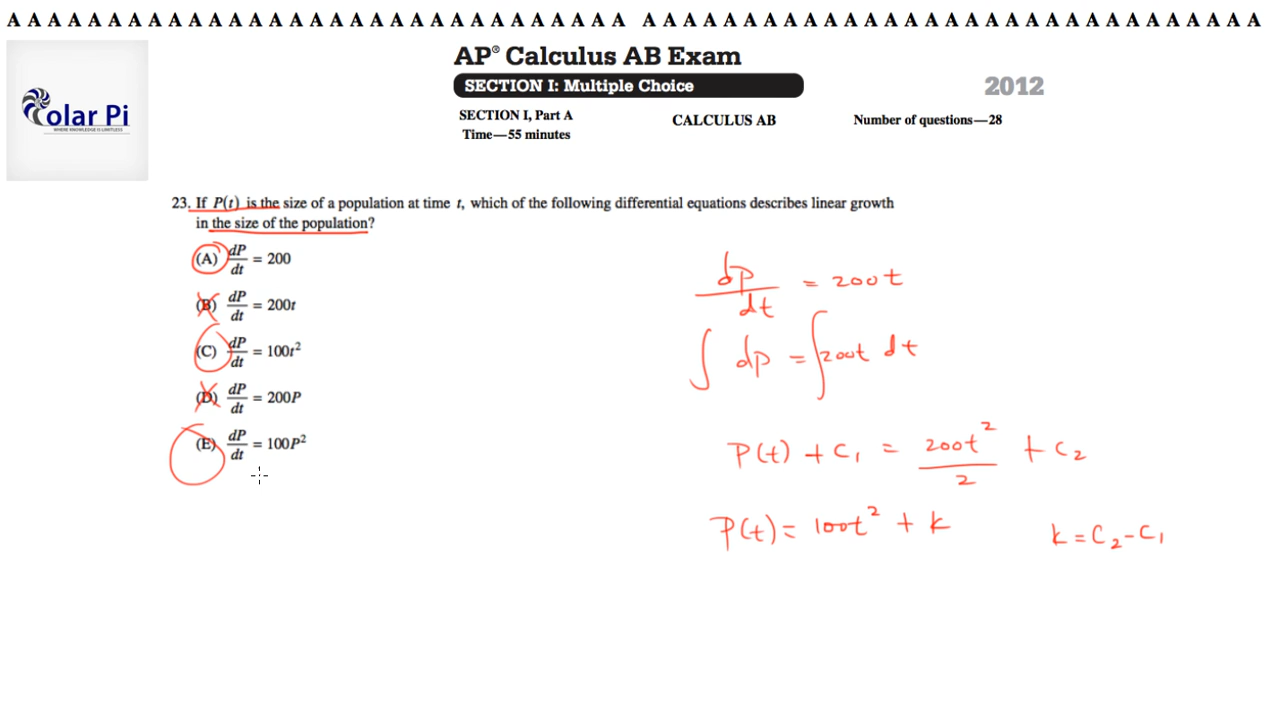 A A A A A A A A A A A A A A A A A A A A A A A A A A A A A A A A A A A A A A A A A A A A A A A A A A A A A A A A A A A A A A A A A A A
olar Pi
WHERE KNOWLEDGE IS LIMITLESS
AP® Calculus AB Exam
SECTION I: Multiple Choice
2012
SECTION I, Part A
Time—55 minutes
CALCULUS AB
Number of questions—28
23. If P(t) is the size of a population at time t, which of the following differential equations describes linear growth
in the size of the population?
(A) dP/dt = 200
(B) dP/dt = 200t
(C) dP/dt = 100t²
(D) dP/dt = 200P
(E) dP/dt = 100P²
dp/dt = 200t
∫ dp = ∫ 200t dt
P(t) + C₁ = 200t²/2 + C₂
P(t) = 100t² + k
k = C₂ - C₁